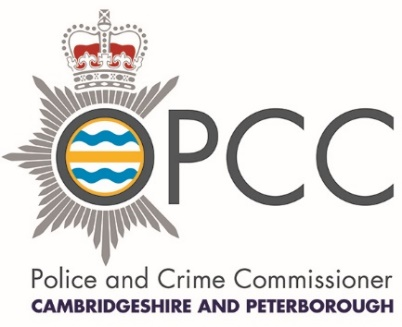 OPCC
Police and Crime Commissioner
CAMBRIDGESHIRE AND PETERBOROUGH